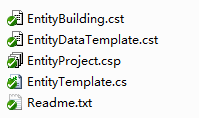 EntityBuilding.cst
EntityDataTemplate.cst
EntityProject.csp
EntityTemplate.cs
Readme.txt